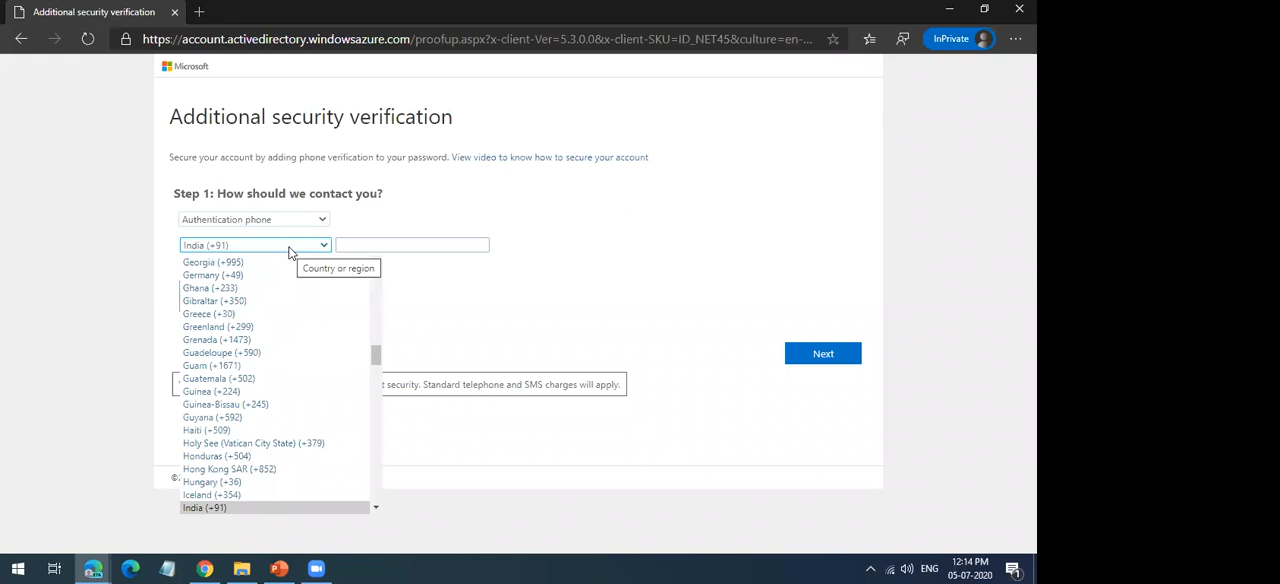 Additional security verification
https://account.activedirectory.windowsazure.com/proofup.aspx?x-client-Ver=5.3.0.0&x-client-SKU=ID_NET45&culture=en-...
InPrivate
Microsoft
Additional security verification
Secure your account by adding phone verification to your password. View video to know how to secure your account
Step 1: How should we contact you?
Authentication phone
India (+91)
Country or region
Georgia (+995)
Germany (+49)
Ghana (+233)
Gibraltar (+350)
Greece (+30)
Greenland (+299)
Grenada (+1473)
Guadeloupe (+590)
Guam (+1671)
Guatemala (+502)
Guinea (+224)
Guinea-Bissau (+245)
Guyana (+592)
Haiti (+509)
Holy See (Vatican City State) (+379)
Honduras (+504)
Hong Kong SAR (+852)
Hungary (+36)
Iceland (+354)
India (+91)
Next
t security. Standard telephone and SMS charges will apply.
©
ENG
12:14 PM
05-07-2020
1